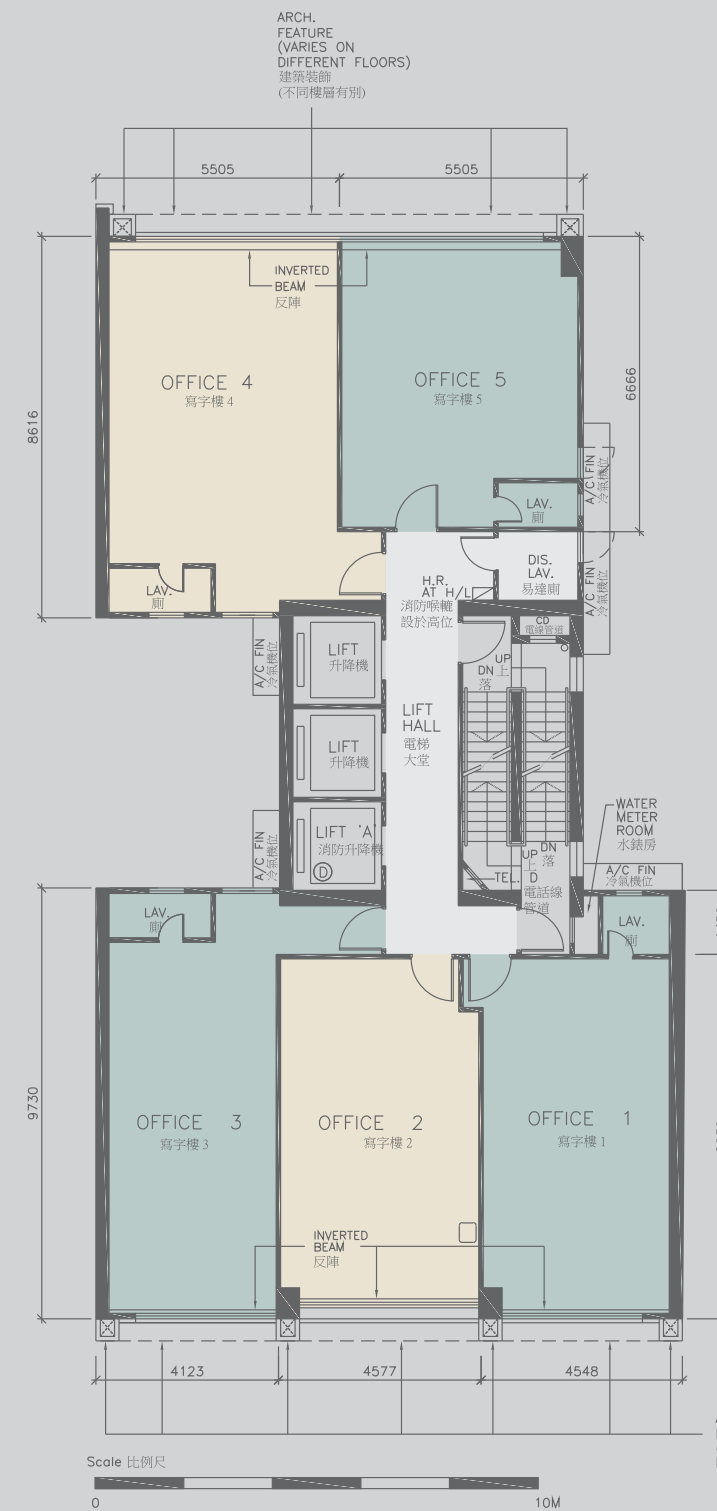 ARCH.
FEATURE
(VARIES ON
DIFFERENT FLOORS)
建築裝飾
(不同樓層有別)
5505
5505
INVERTED
BEAM
反陣
OFFICE 4
寫字樓 4
OFFICE 5
寫字樓 5
8616
6666
A/C FIN
冷氣機位
LAV.
廁
LAV.
廁
DIS.
LAV.
易達廁
A/C FIN
冷氣機位
H.R.
AT H/L
消防喉轆
設於高位
CD
電線管道
A/C FIN
冷氣機位
LIFT
升降機
UP
上
DN
落
LIFT
HALL
電梯
大堂
LIFT
升降機
WATER
METER
ROOM
水錶房
A/C FIN
冷氣機位
LIFT 'A'
消防升降機
D
UP
上
DN
落
TEL. D
電話線
管道
A/C FIN
冷氣機位
LAV.
廁
LAV.
廁
9730
OFFICE 3
寫字樓 3
OFFICE 2
寫字樓 2
OFFICE 1
寫字樓 1
INVERTED
BEAM
反陣
4123
4577
4548
Scale 比例尺
0
10M